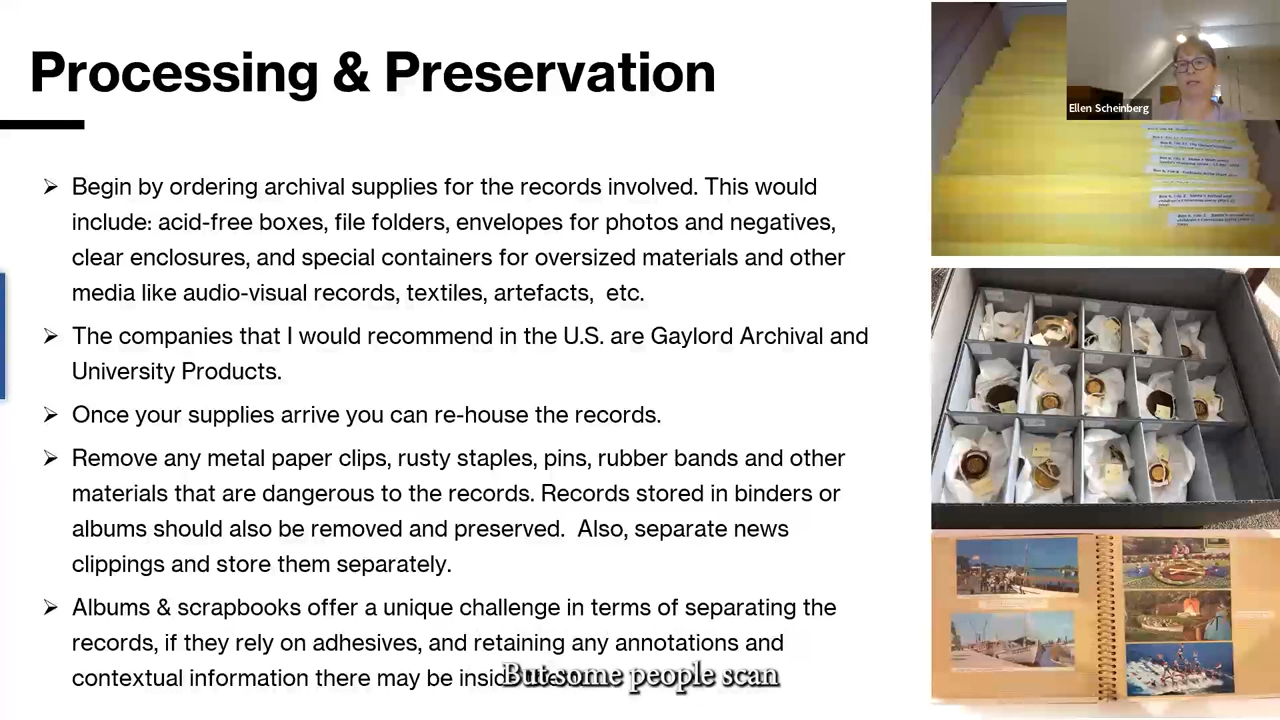 Processing & Preservation
Ellen Scheinberg
➢ Begin by ordering archival supplies for the records involved. This would
include: acid-free boxes, file folders, envelopes for photos and negatives,
clear enclosures, and special containers for oversized materials and other
media like audio-visual records, textiles, artefacts, etc.
➢ The companies that I would recommend in the U.S. are Gaylord Archival and
University Products.
➢ Once your supplies arrive you can re-house the records.
➢ Remove any metal paper clips, rusty staples, pins, rubber bands and other
materials that are dangerous to the records. Records stored in binders or
albums should also be removed and preserved. Also, separate news
clippings and store them separately.
➢ Albums & scrapbooks offer a unique challenge in terms of separating the
records, if they rely on adhesives, and retaining any annotations and
contextual information there may be
But some people scan